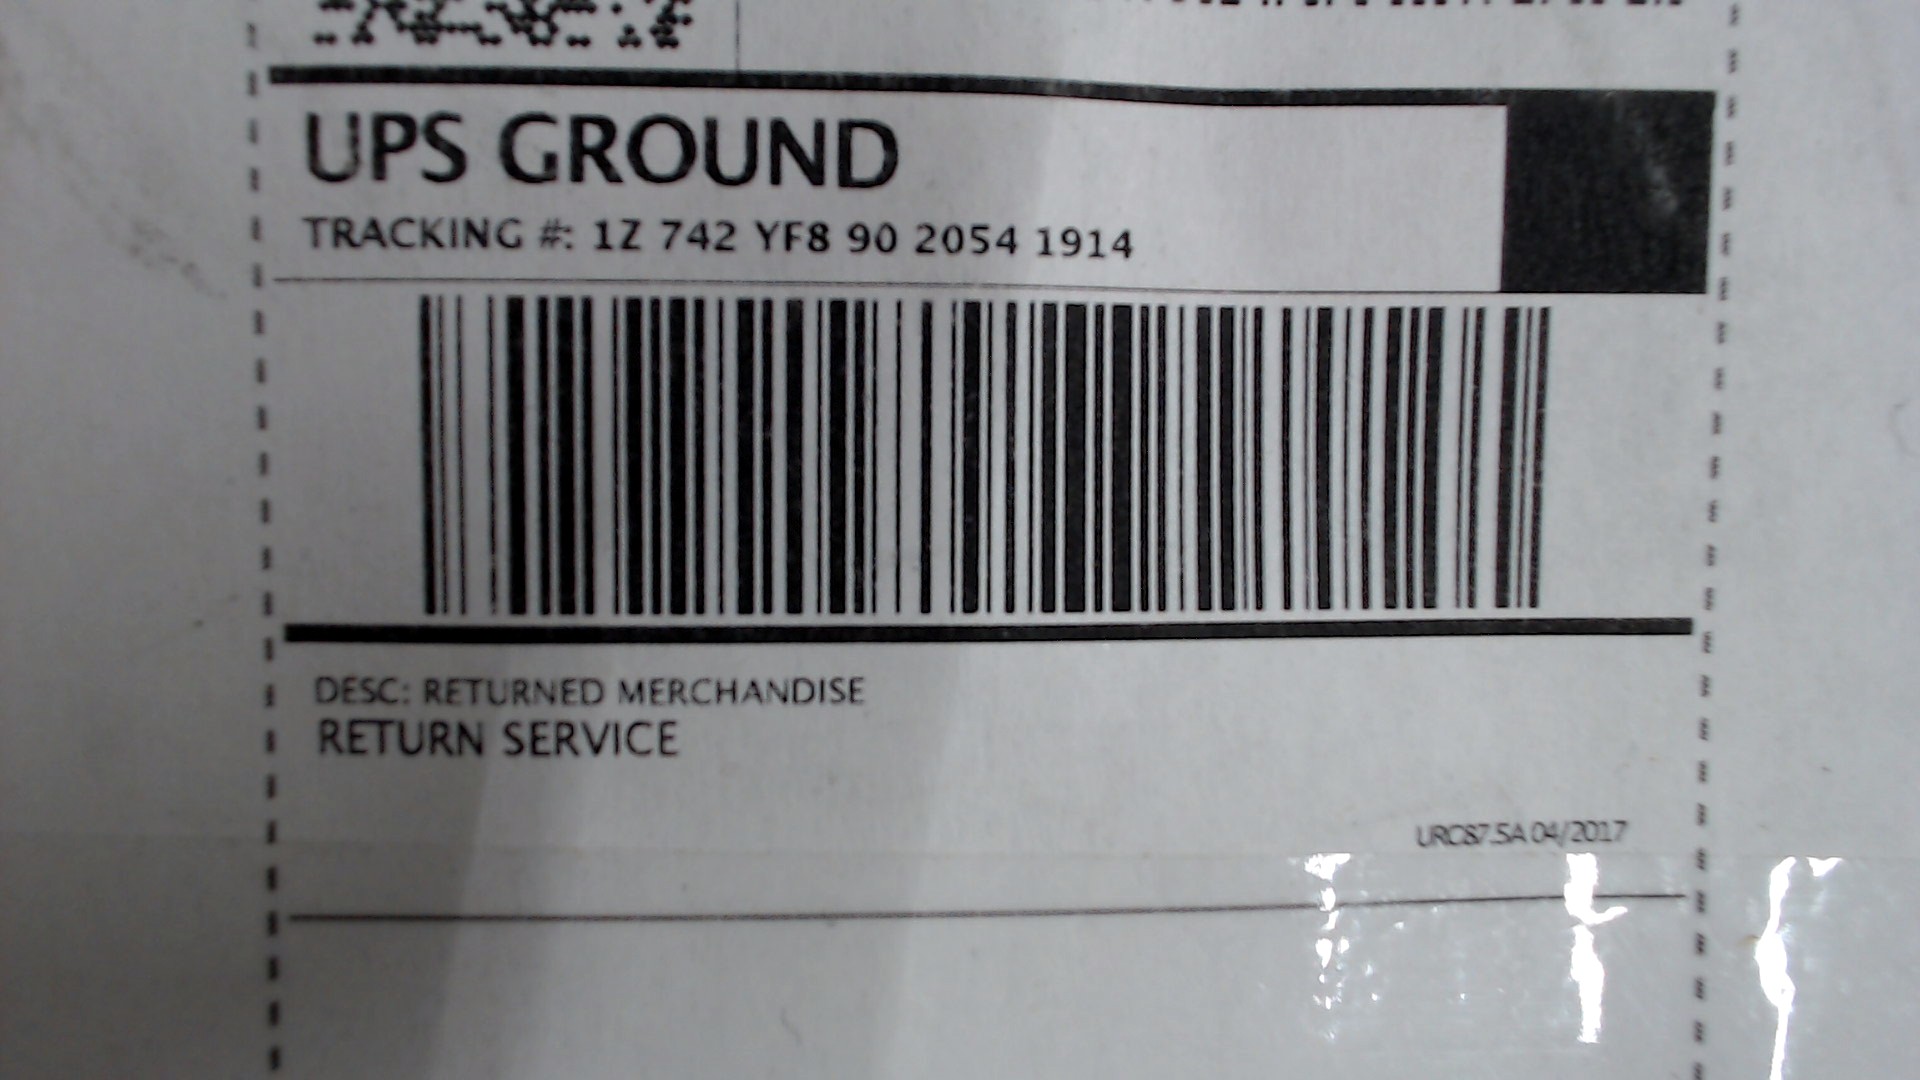 UPS GROUND
TRACKING #: 1Z 742 YF8 90 2054 1914
DESC: RETURNED MERCHANDISE
RETURN SERVICE
URC87.5A 04/2017